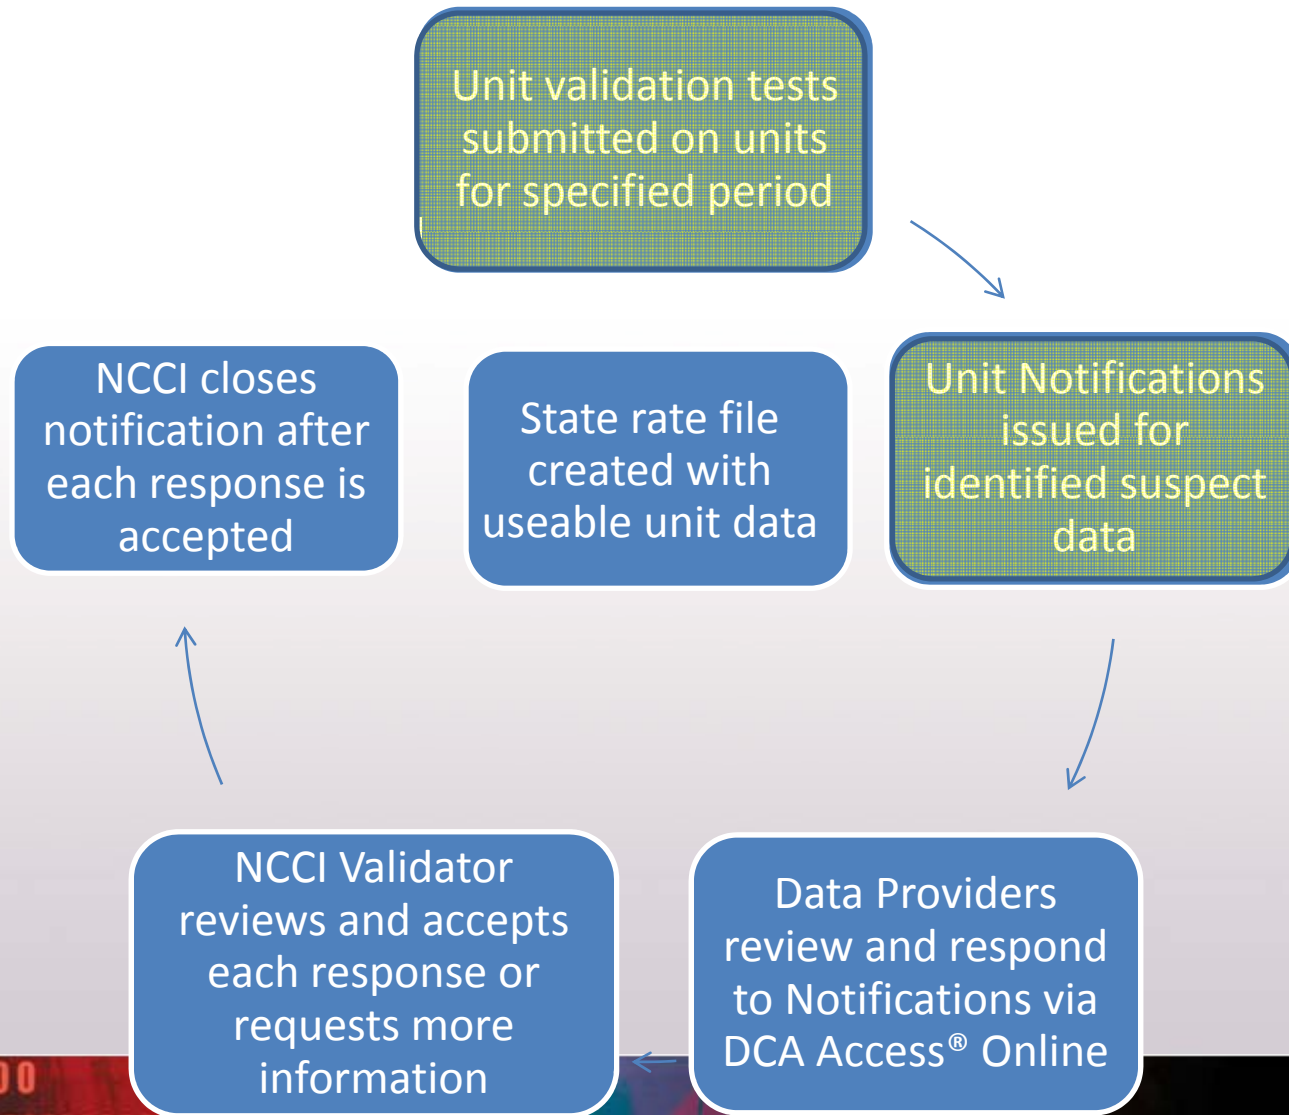 Unit validation tests
submitted on units
for specified period
NCCI closes
notification after
each response is
accepted
State rate file
created with
useable unit data
Unit Notifications
issued for
identified suspect
data
NCCI Validator
reviews and accepts
each response or
requests more
information
Data Providers
review and respond
to Notifications via
DCA Access® Online
00